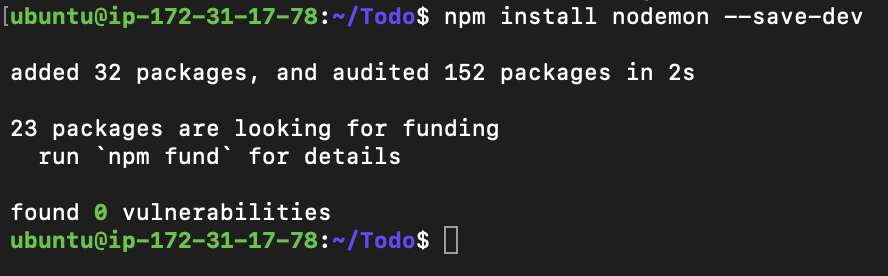 [ubuntu@ip-172-31-17-78:~/Todo$ npm install nodemon --save-dev
added 32 packages, and audited 152 packages in 2s
23 packages are looking for funding
  run `npm fund` for details
found 0 vulnerabilities
ubuntu@ip-172-31-17-78:~/Todo$